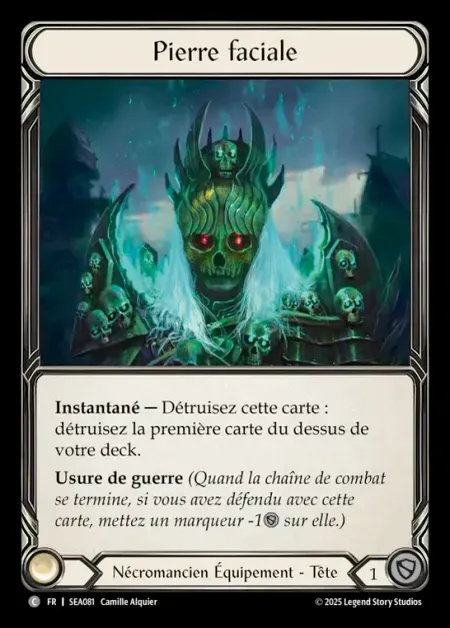 Pierre faciale
Instantané — Détruisez cette carte :
détruisez la première carte du dessus de
votre deck.
Usure de guerre (Quand la chaîne de combat
se termine, si vous avez défendu avec cette
carte, mettez un marqueur -1 sur elle.)
Nécromancien Équipement - Tête
1
C FR | SEA081 Camille Alquier
© 2025 Legend Story Studios